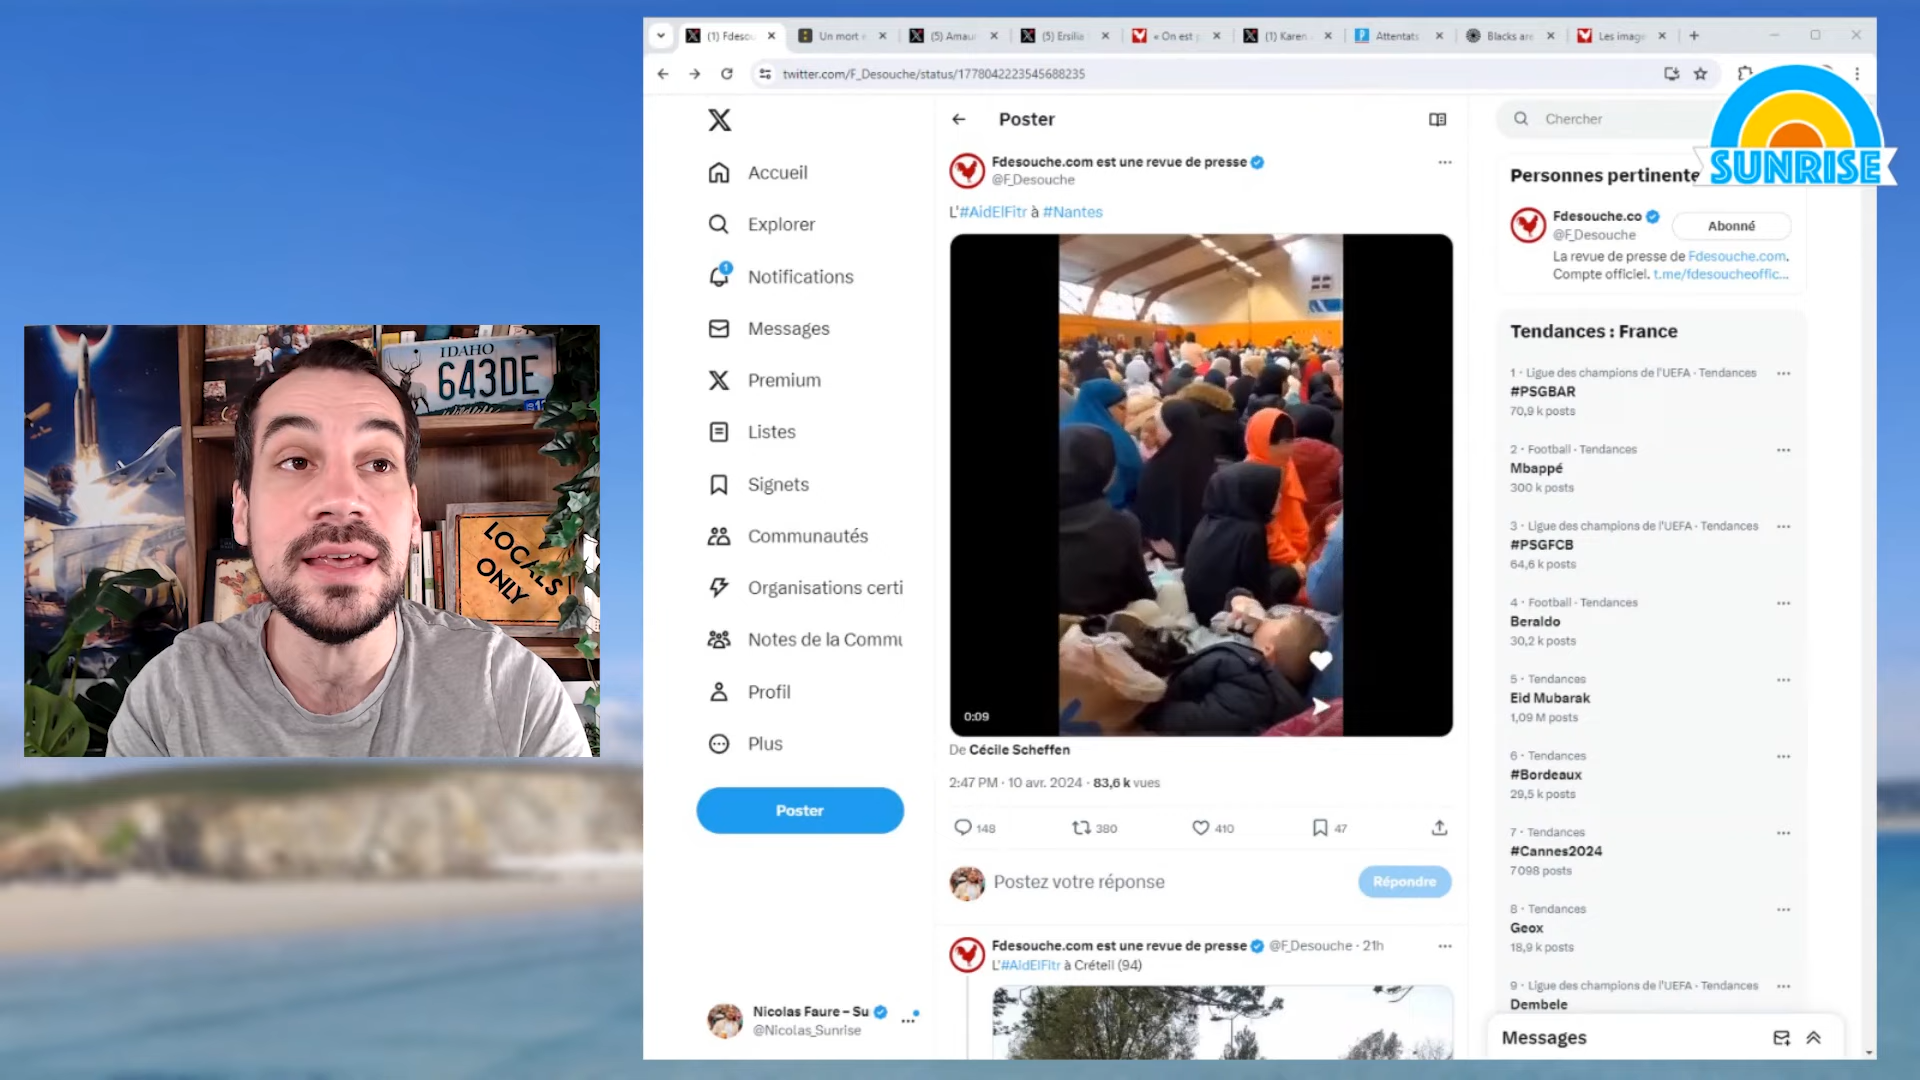 (1) Fdesou
Un mort
(5) Amau
(5) Ersilia
« On est
(1) Karen
Attentats
Blacks are
Les imag
twitter.com/F_Desouche/status/1778042223545688235
SUNRISE
IDAHO
643DE
LOCALS
ONLY
Accueil
Explorer
1
Notifications
Messages
Premium
Listes
Signets
Communautés
Organisations certi
Notes de la Commu
Profil
Plus
Poster
Nicolas Faure – Su
@Nicolas_Sunrise
Poster
Fdesouche.com est une revue de presse
@F_Desouche
L'#AidElFitr à #Nantes
0:09
De Cécile Scheffen
2:47 PM · 10 avr. 2024 · 83,6 k vues
148
380
410
47
Postez votre réponse
Répondre
Fdesouche.com est une revue de presse @F_Desouche · 21h
L'#AidElFitr à Créteil (94)
Chercher
Personnes pertinente
Fdesouche.co
@F_Desouche
Abonné
La revue de presse de Fdesouche.com.
Compte officiel. t.me/fdesoucheoffic...
Tendances : France
1 · Ligue des champions de l'UEFA · Tendances
#PSGBAR
70,9 k posts
2 · Football · Tendances
Mbappé
300 k posts
3 · Ligue des champions de l'UEFA · Tendances
#PSGFCB
64,6 k posts
4 · Football · Tendances
Beraldo
30,2 k posts
5 · Tendances
Eid Mubarak
1,09 M posts
6 · Tendances
#Bordeaux
29,5 k posts
7 · Tendances
#Cannes2024
7 098 posts
8 · Tendances
Geox
18,9 k posts
9 · Ligue des champions de l'UEFA · Tendances
Dembele
Messages